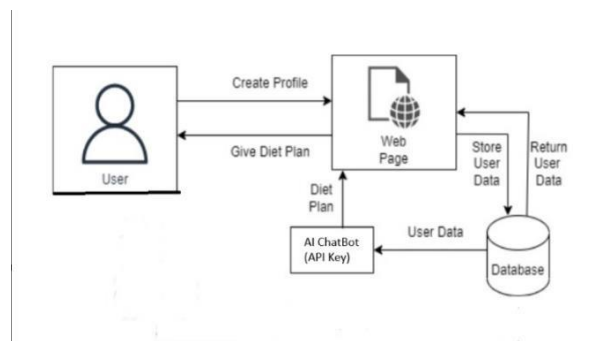 Create Profile
Give Diet Plan
User
Web
Page
Store
User
Data
Return
User
Data
Diet
Plan
AI ChatBot
(API Key)
User Data
Database